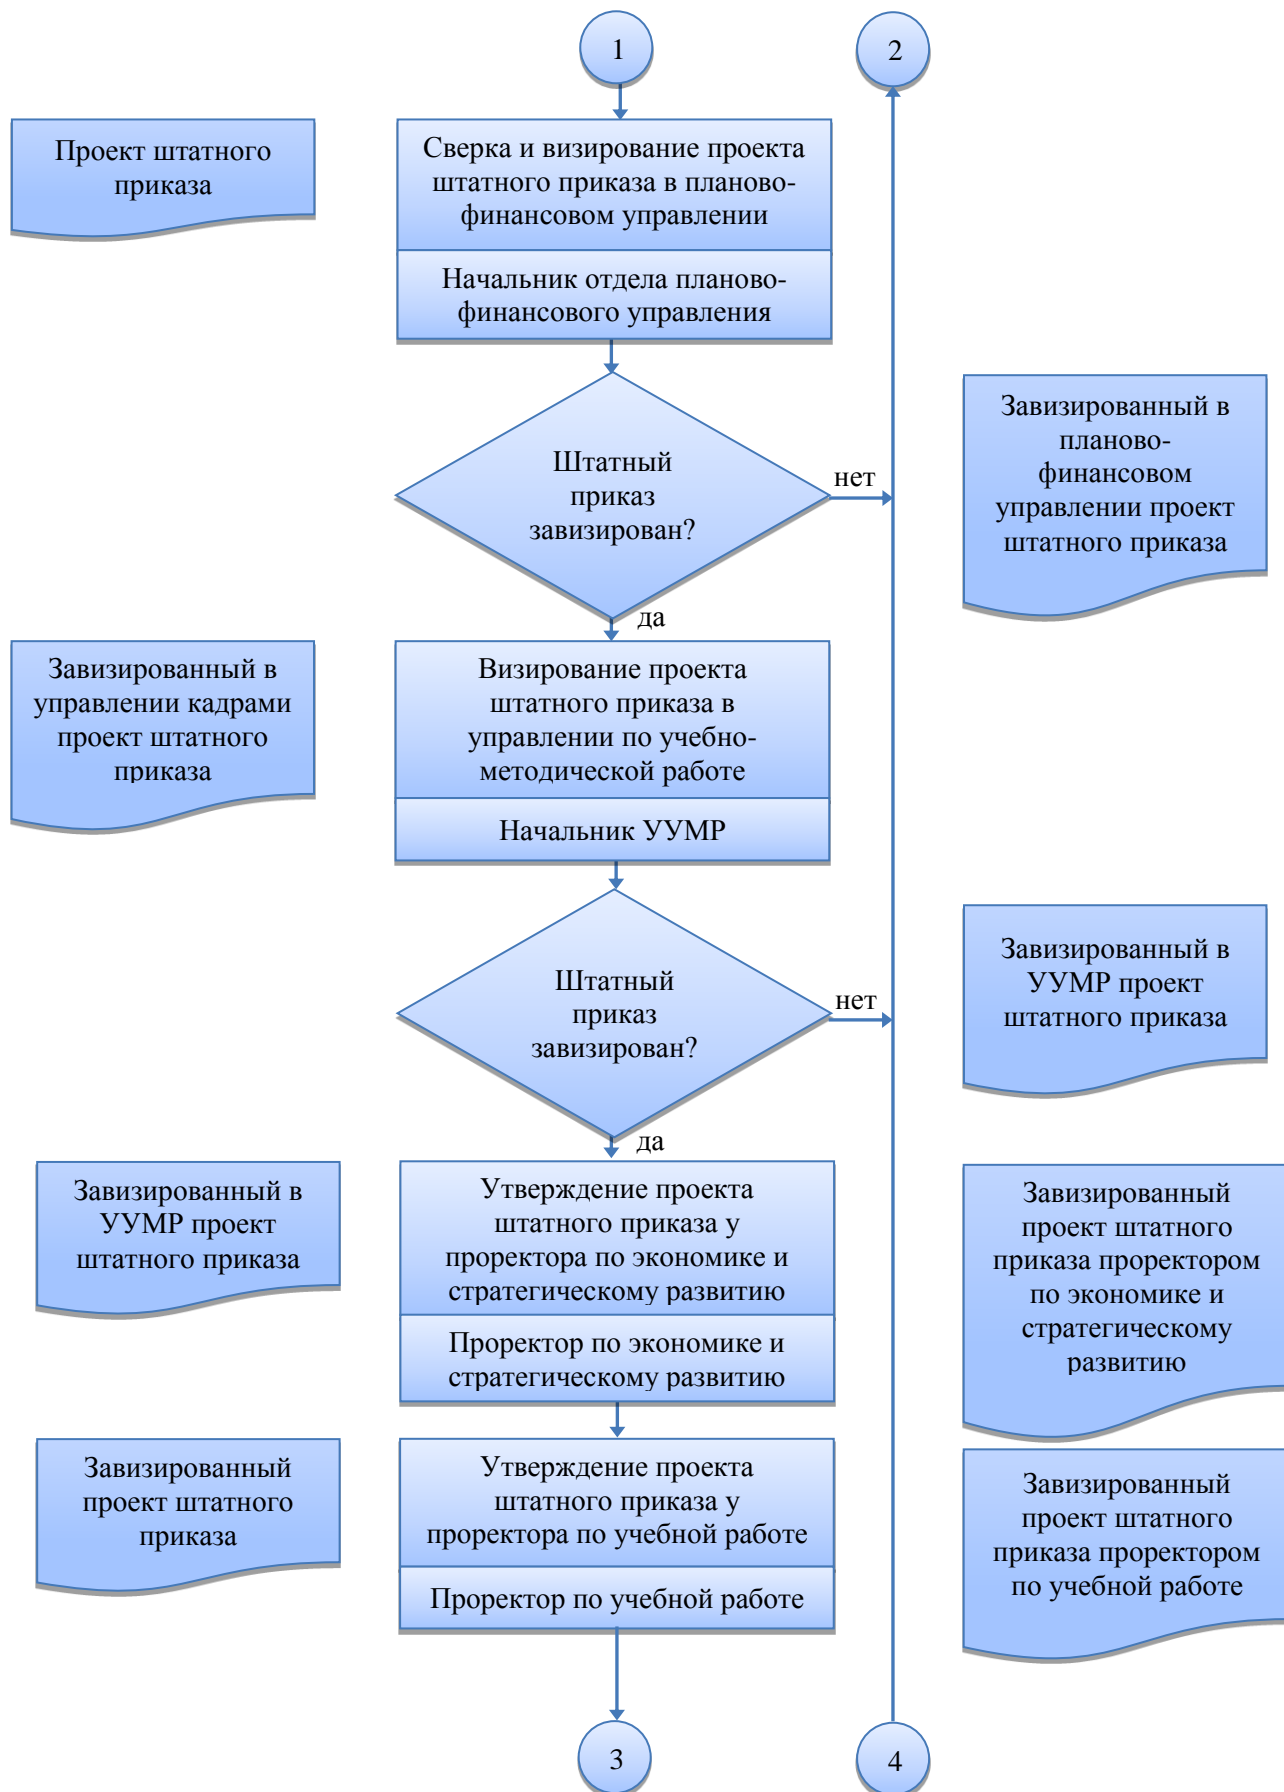 1
2
Проект штатного
приказа
Сверка и визирование проекта
штатного приказа в планово-
финансовом управлении
Начальник отдела планово-
финансового управления
Штатный
приказ
завизирован?
нет
да
Завизированный в
планово-
финансовом
управлении проект
штатного приказа
Завизированный в
управлении кадрами
проект штатного
приказа
Визирование проекта
штатного приказа в
управлении по учебно-
методической работе
Начальник УУМР
Штатный
приказ
завизирован?
нет
да
Завизированный в
УУМР проект
штатного приказа
Завизированный в
УУМР проект
штатного приказа
Утверждение проекта
штатного приказа у
проректора по экономике и
стратегическому развитию
Проректор по экономике и
стратегическому развитию
Завизированный
проект штатного
приказа проректором
по экономике и
стратегическому
развитию
Завизированный
проект штатного
приказа
Утверждение проекта
штатного приказа у
проректора по учебной работе
Проректор по учебной работе
Завизированный
проект штатного
приказа проректором
по учебной работе
3
4